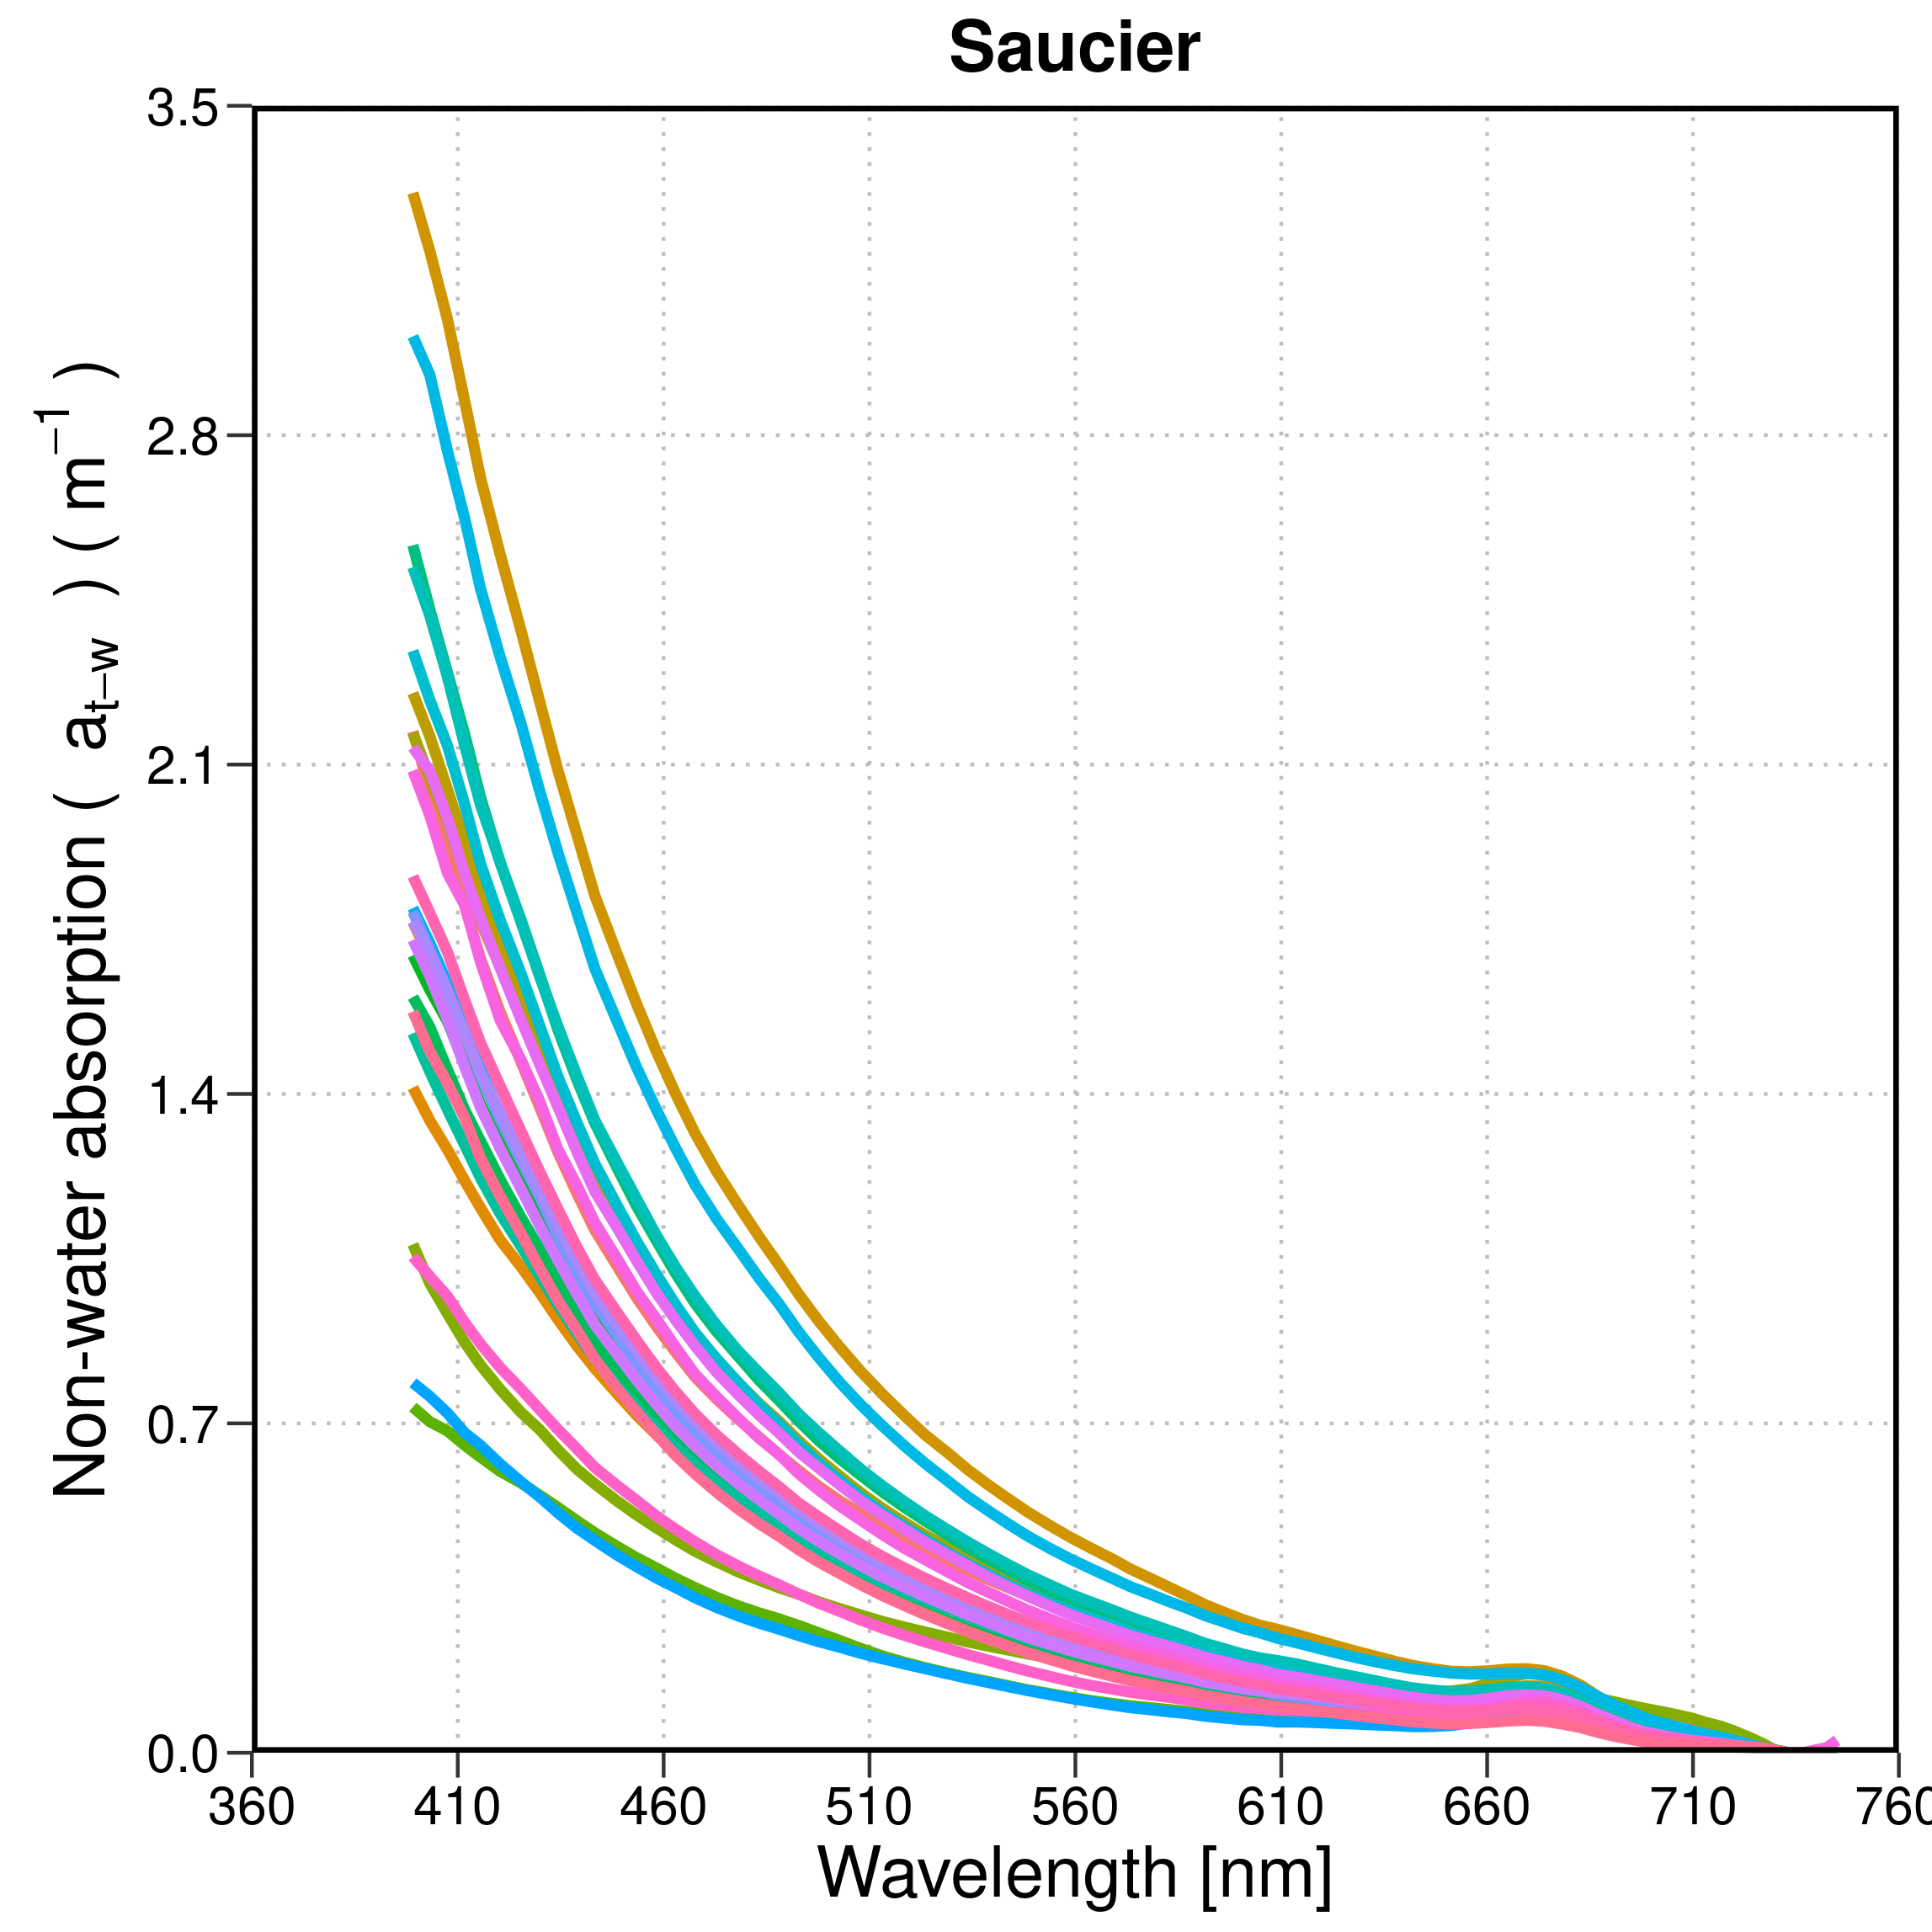 Saucier
Non-water absorption ( a_t−w ) ( m^−1 )
3.5
2.8
2.1
1.4
0.7
0.0
360 410 460 510 560 610 660 710 760
Wavelength [nm]